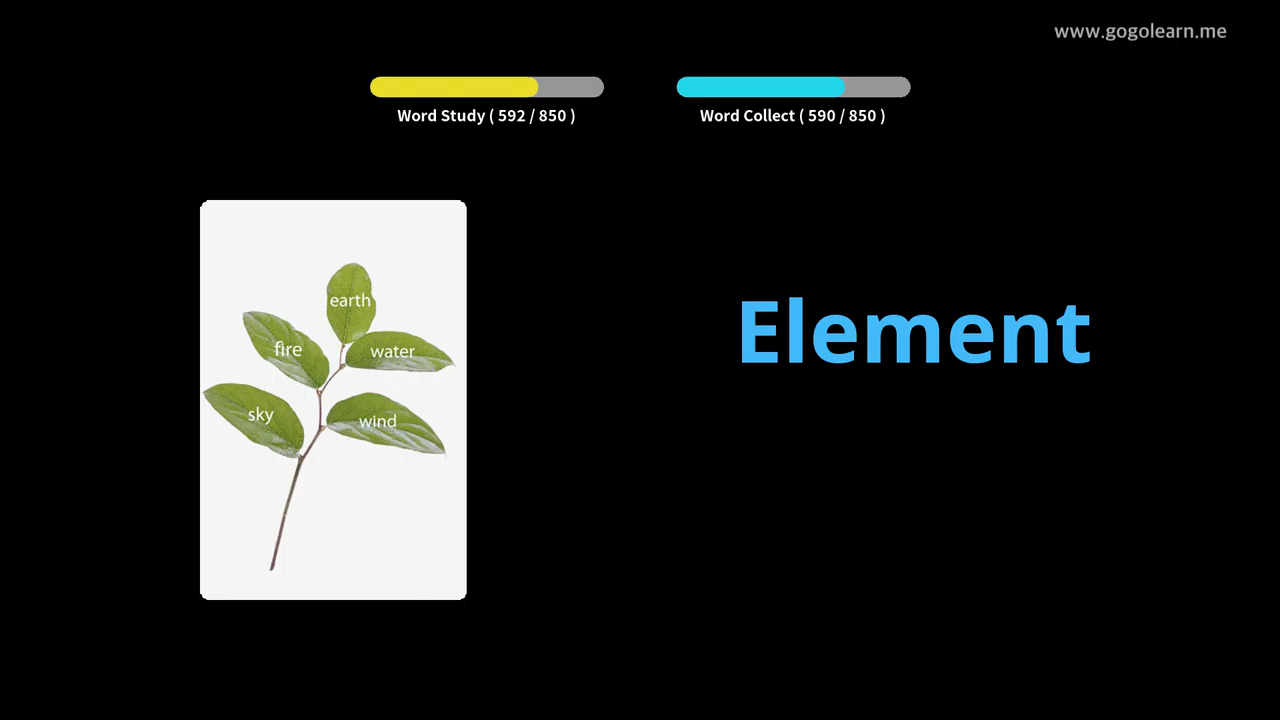 www.gogolearn.me
Word Study ( 592 / 850 )
Word Collect ( 590 / 850 )
earth
fire
water
sky
wind
Element